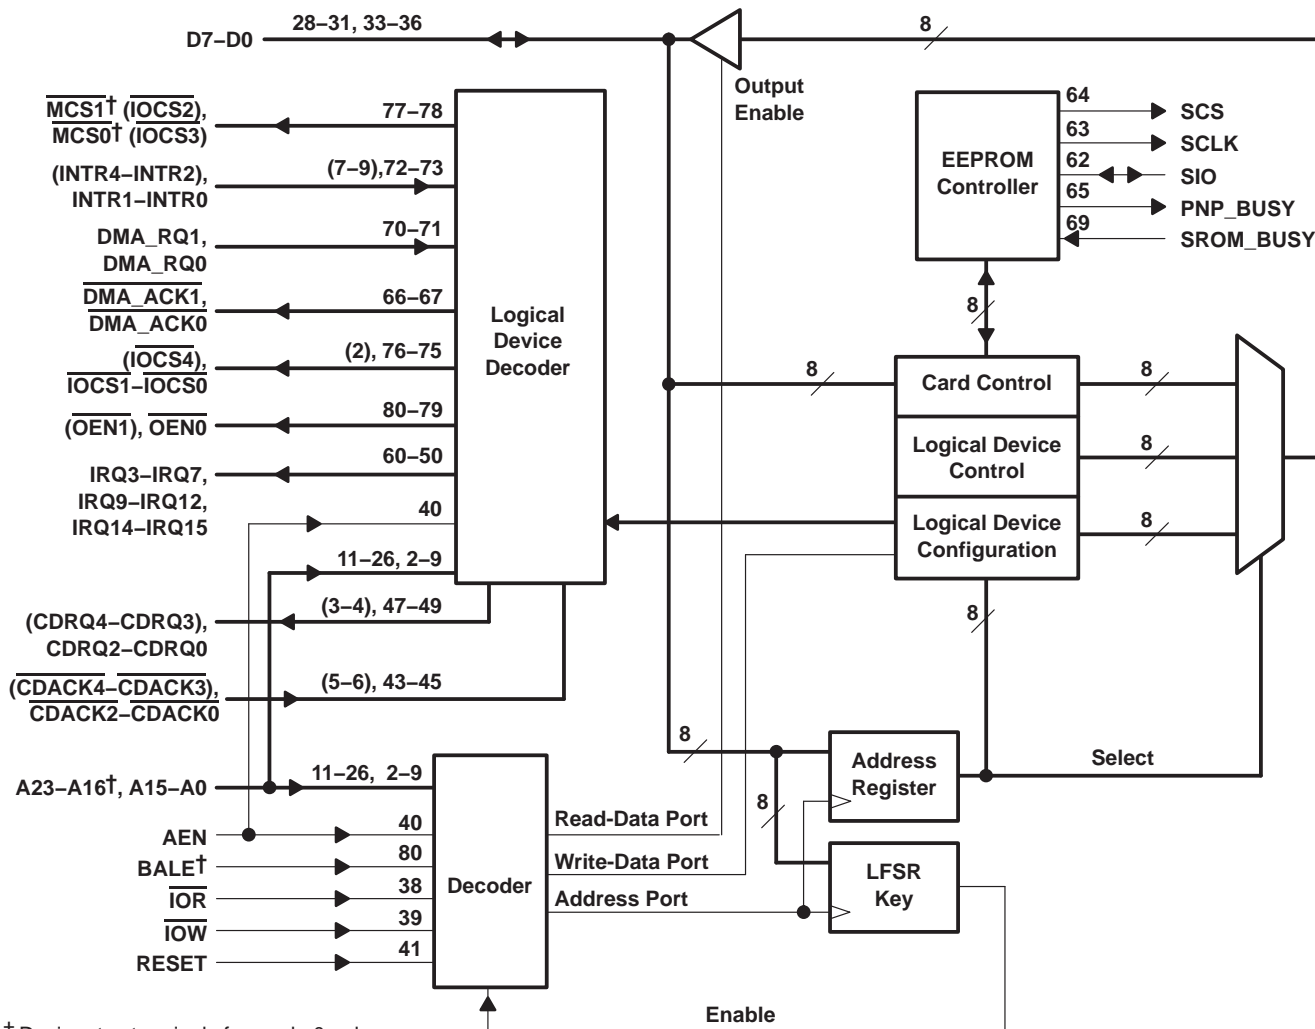 D7–D0
28–31, 33–36
8
Output
Enable
MCS1† (IOCS2),
MCS0† (IOCS3)
77–78
(INTR4–INTR2),
INTR1–INTR0
(7–9),72–73
DMA_RQ1,
DMA_RQ0
70–71
DMA_ACK1,
DMA_ACK0
66–67
(IOCS4),
IOCS1–IOCS0
(2), 76–75
(OEN1), OEN0
80–79
IRQ3–IRQ7,
IRQ9–IRQ12,
IRQ14–IRQ15
60–50
40
11–26, 2–9
Logical
Device
Decoder
(CDRQ4–CDRQ3),
CDRQ2–CDRQ0
(3–4), 47–49
(CDACK4–CDACK3),
CDACK2–CDACK0
(5–6), 43–45
EEPROM
Controller
64
SCS
63
SCLK
62
SIO
65
PNP_BUSY
69
SROM_BUSY
8
8
Card Control
8
Logical Device
Control
8
Logical Device
Configuration
8
8
A23–A16†, A15–A0
11–26, 2–9
AEN
40
BALE†
80
IOR
38
IOW
39
RESET
41
Decoder
Read-Data Port
Write-Data Port
Address Port
8
8
Address
Register
Select
LFSR
Key
Enable